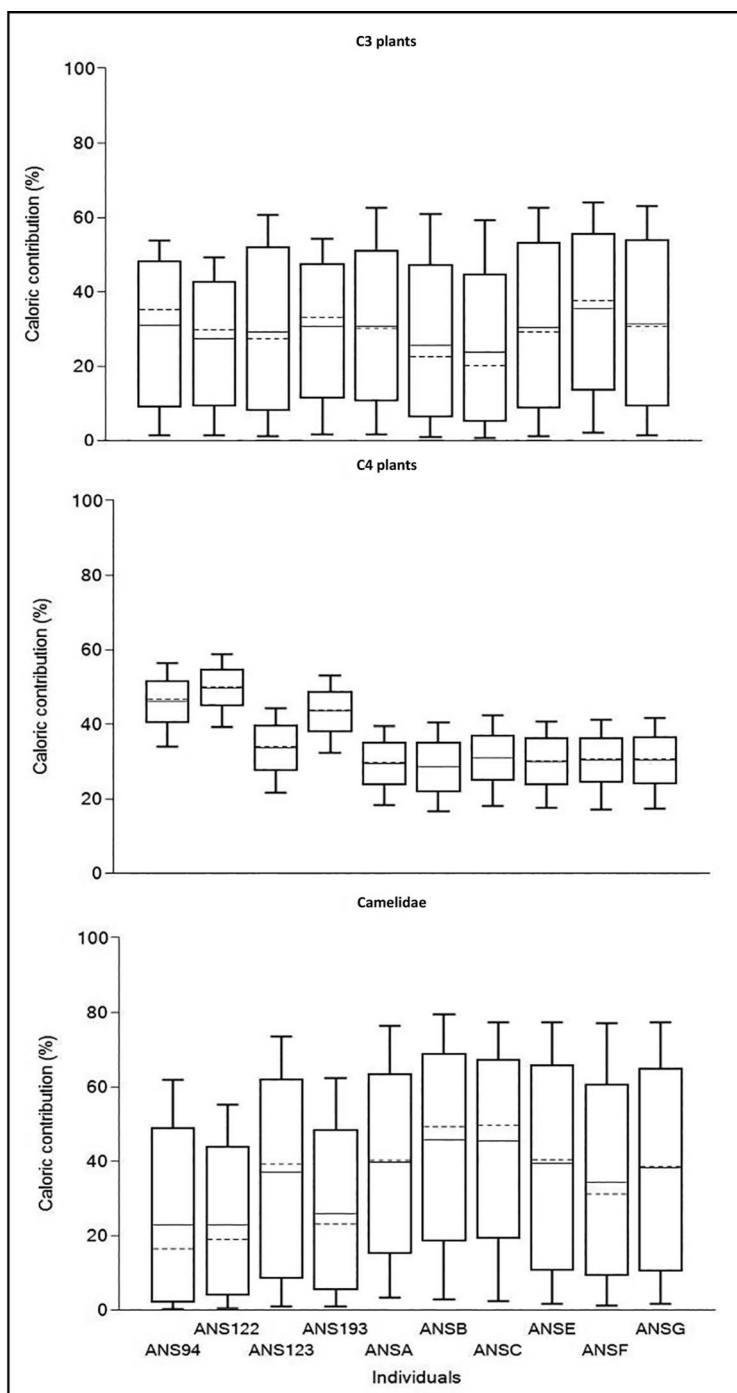 C3 plants
100
80
60
40
20
0
Caloric contribution (%)
C4 plants
100
80
60
40
20
0
Caloric contribution (%)
Camelidae
100
80
60
40
20
0
Caloric contribution (%)
ANS122 ANS193 ANSB ANSE ANSG
ANS94 ANS123 ANSA ANSC ANSF
Individuals